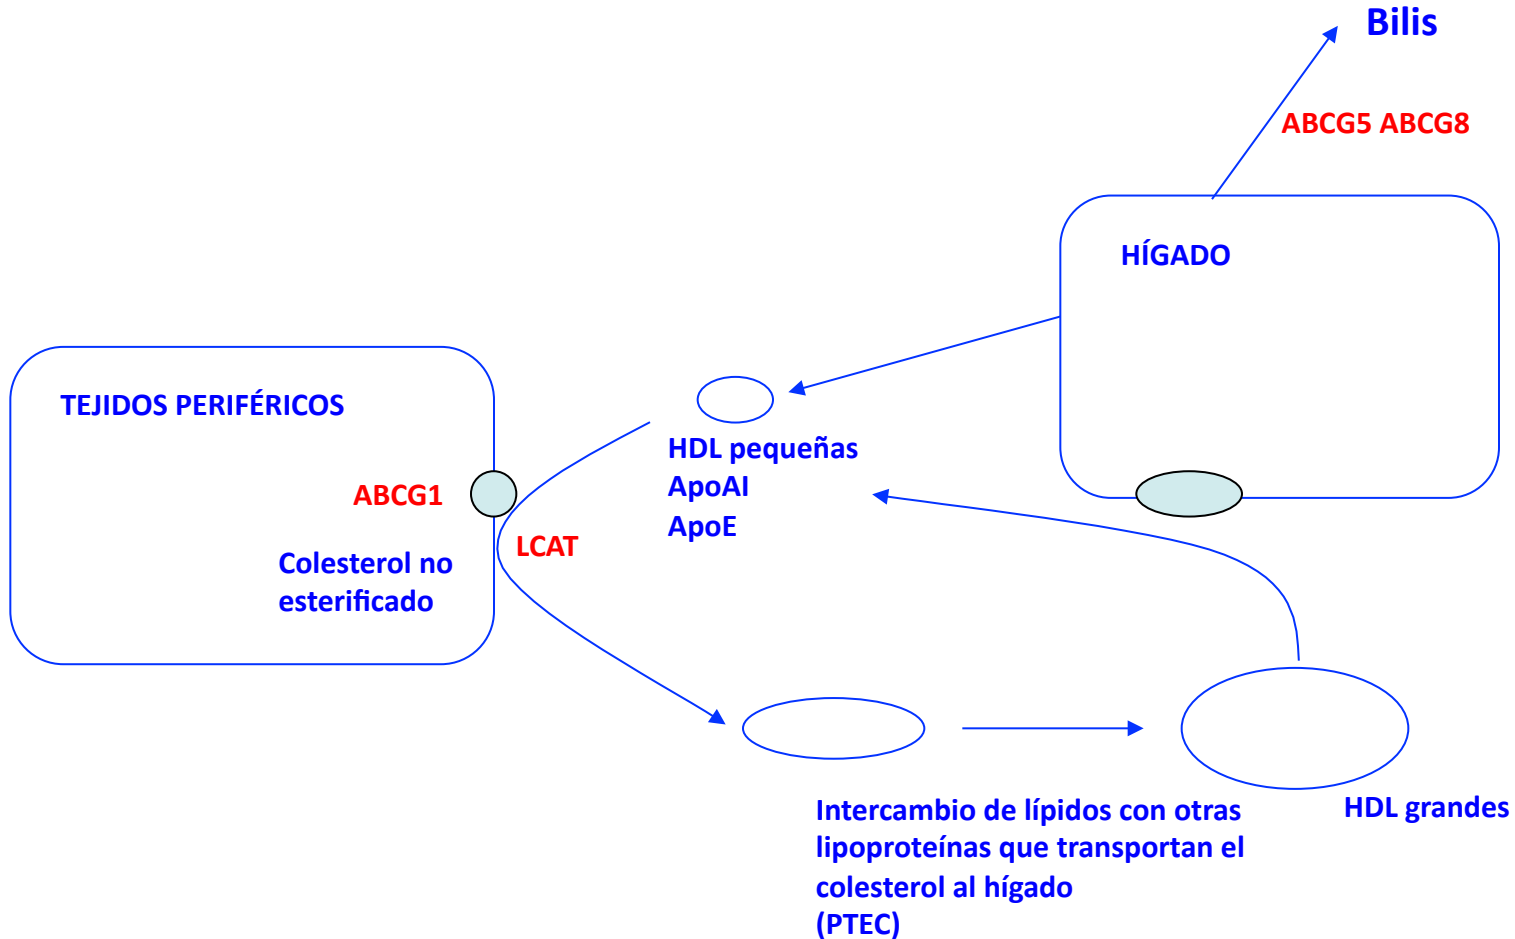 Bilis
ABCG5 ABCG8
HÍGADO
TEJIDOS PERIFÉRICOS
HDL pequeñas
ApoAI
ApoE
ABCG1
LCAT
Colesterol no
esterificado
Intercambio de lípidos con otras
lipoproteínas que transportan el
colesterol al hígado
(PTEC)
HDL grandes